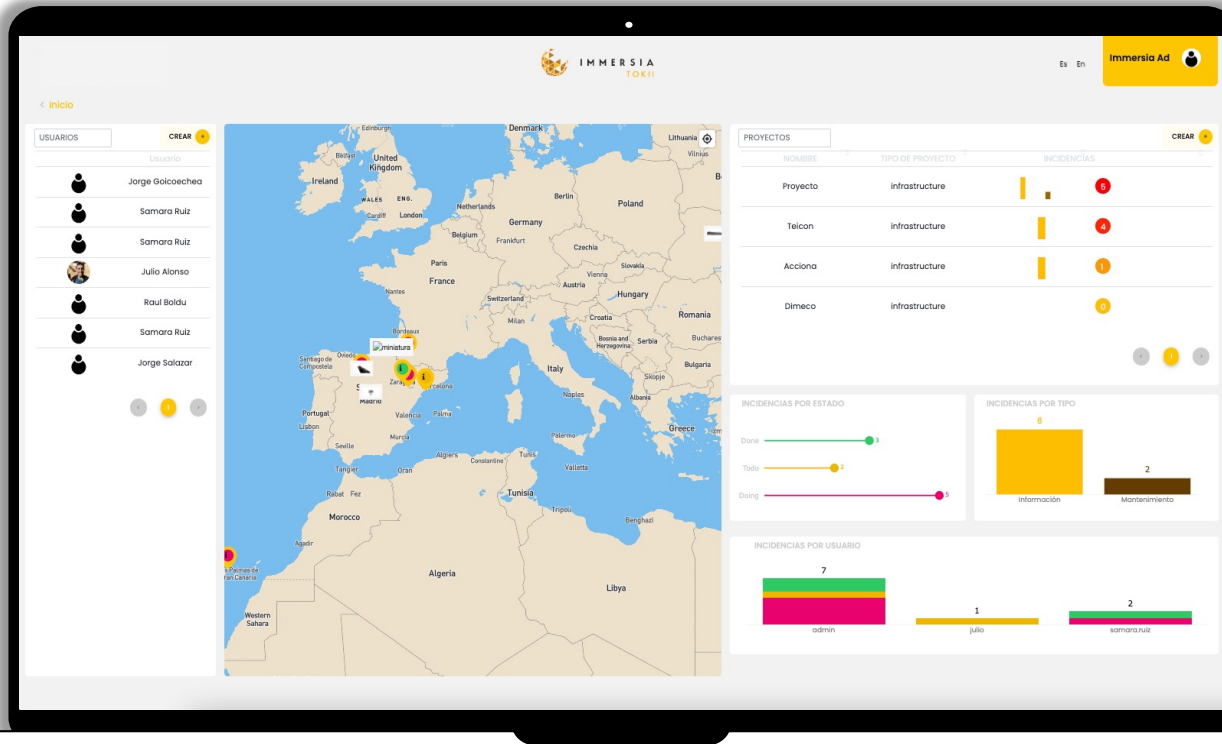 IMMERSIA
TOKII
Es En
Immersia Ad
< Inicio
USUARIOS
CREAR +
Usuario
Jorge Goicoechea
Samara Ruiz
Samara Ruiz
Julio Alonso
Raul Boldu
Samara Ruiz
Jorge Salazar
‹ 1 ›
Edinburgh
Denmark
Lithuania
Vilnius
Belfast
United
Kingdom
Ireland
WALES ENG.
Cardiff London
Netherlands
Berlin
Poland
Germany
Belgium
Frankfurt
Czechia
Paris
France
Slovakia
Vienna
Austria
Hungary
Nantes
Switzerland
Milan
Croatia
Romania
Bordeaux
Bosnia and
Herzegovina
Serbia
Bucharest
miniatura
Santiago de
Compostela
Oviedo
Italy
Bulgaria
Skopje
Madrid
Naples
Albania
Portugal
Lisbon
Valencia
Palma
Greece
Murcia
Seville
Palermo
Algiers
Constantine
Tunis
Valletta
Tangier
Oran
Rabat Fez
Tunisia
Tripoli
Morocco
Benghazi
Agadir
Las Palmas de
Gran Canaria
Algeria
Libya
Western
Sahara
PROYECTOS
CREAR +
NOMBRE TIPO DE PROYECTO INCIDENCÍAS
Proyecto infrastructure 5
Teicon infrastructure 4
Acciona infrastructure 1
Dimeco infrastructure 0
‹ 1 ›
INCIDENCIAS POR ESTADO
Done 3
Todo 2
Doing 5
INCIDENCIAS POR TIPO
8
2
Información Mantenimiento
INCIDENCIAS POR USUARIO
7
1
2
admin julio samara.ruiz